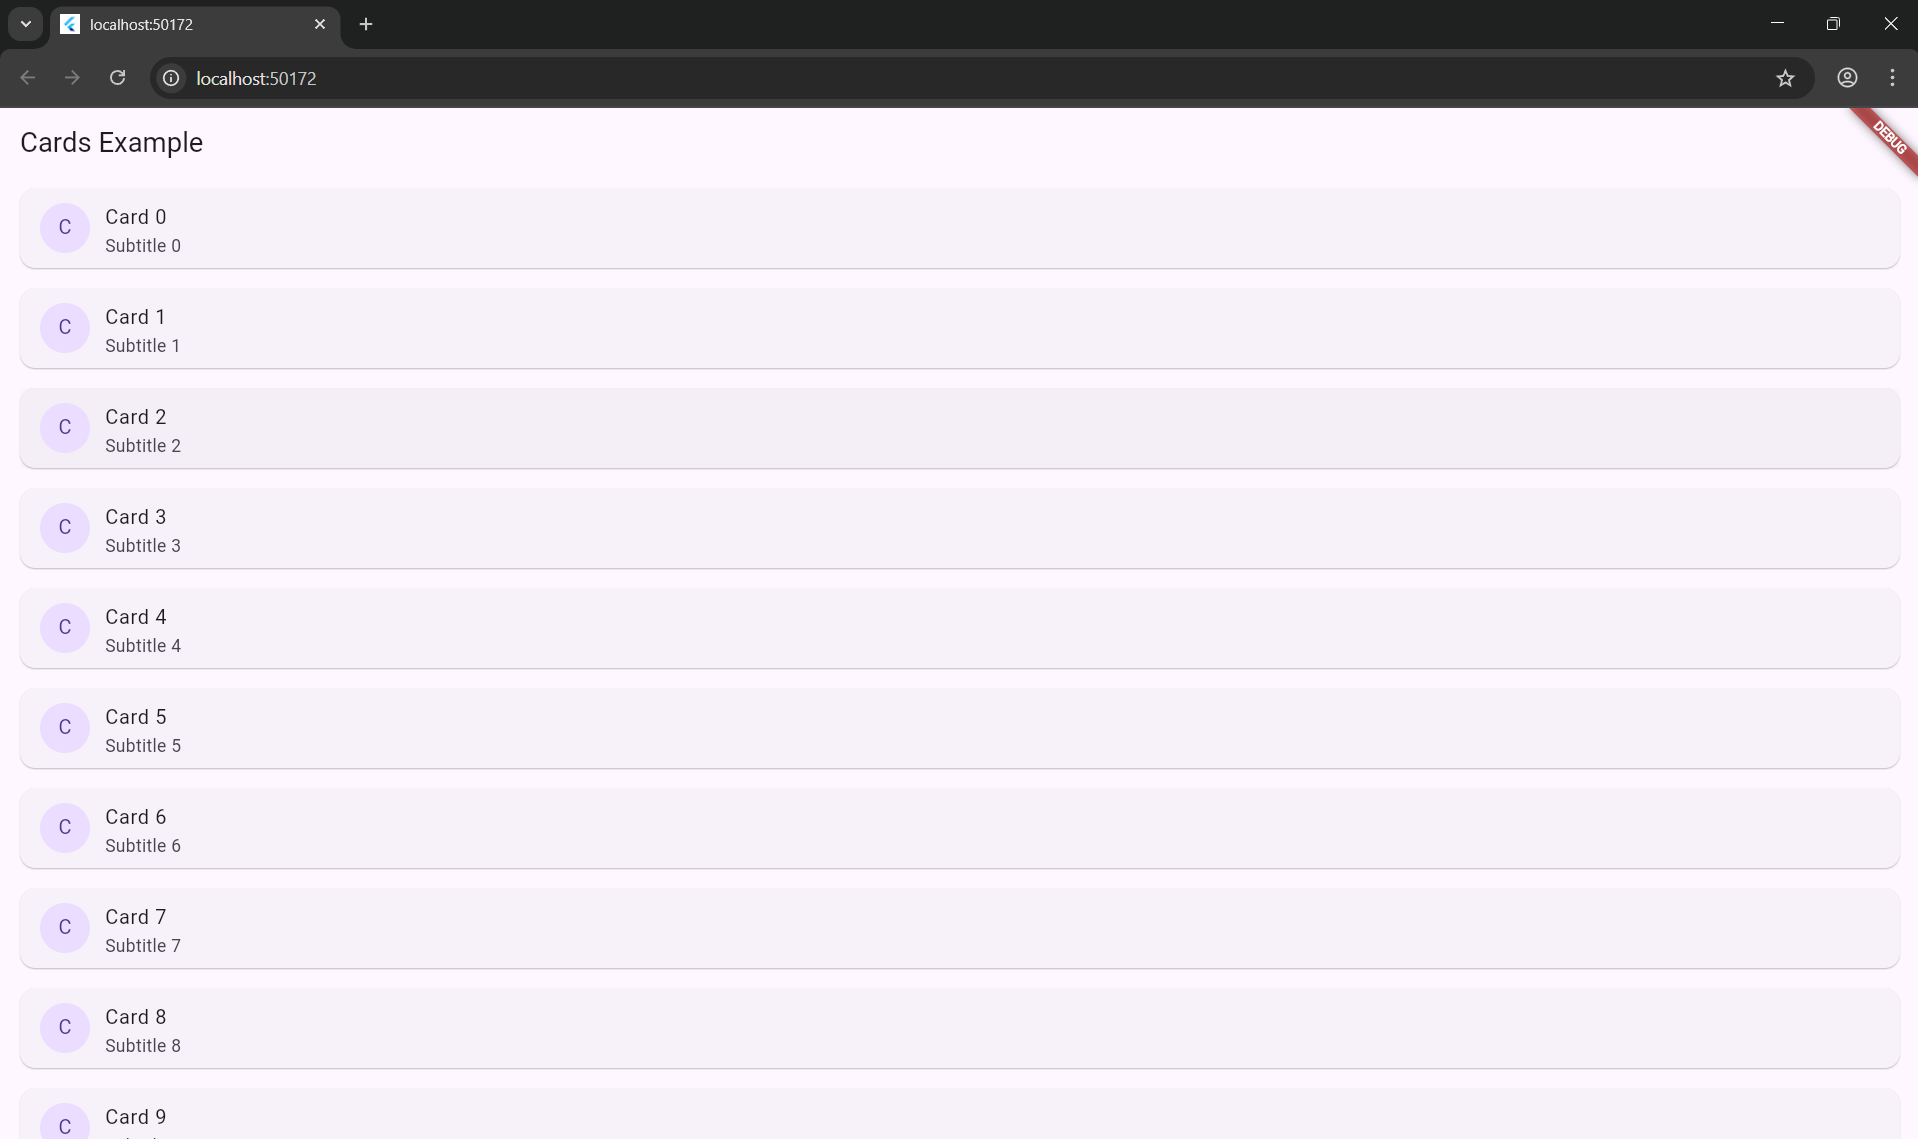 localhost:50172
localhost:50172
Cards Example
DEBUG
C
Card 0
Subtitle 0
C
Card 1
Subtitle 1
C
Card 2
Subtitle 2
C
Card 3
Subtitle 3
C
Card 4
Subtitle 4
C
Card 5
Subtitle 5
C
Card 6
Subtitle 6
C
Card 7
Subtitle 7
C
Card 8
Subtitle 8
C
Card 9